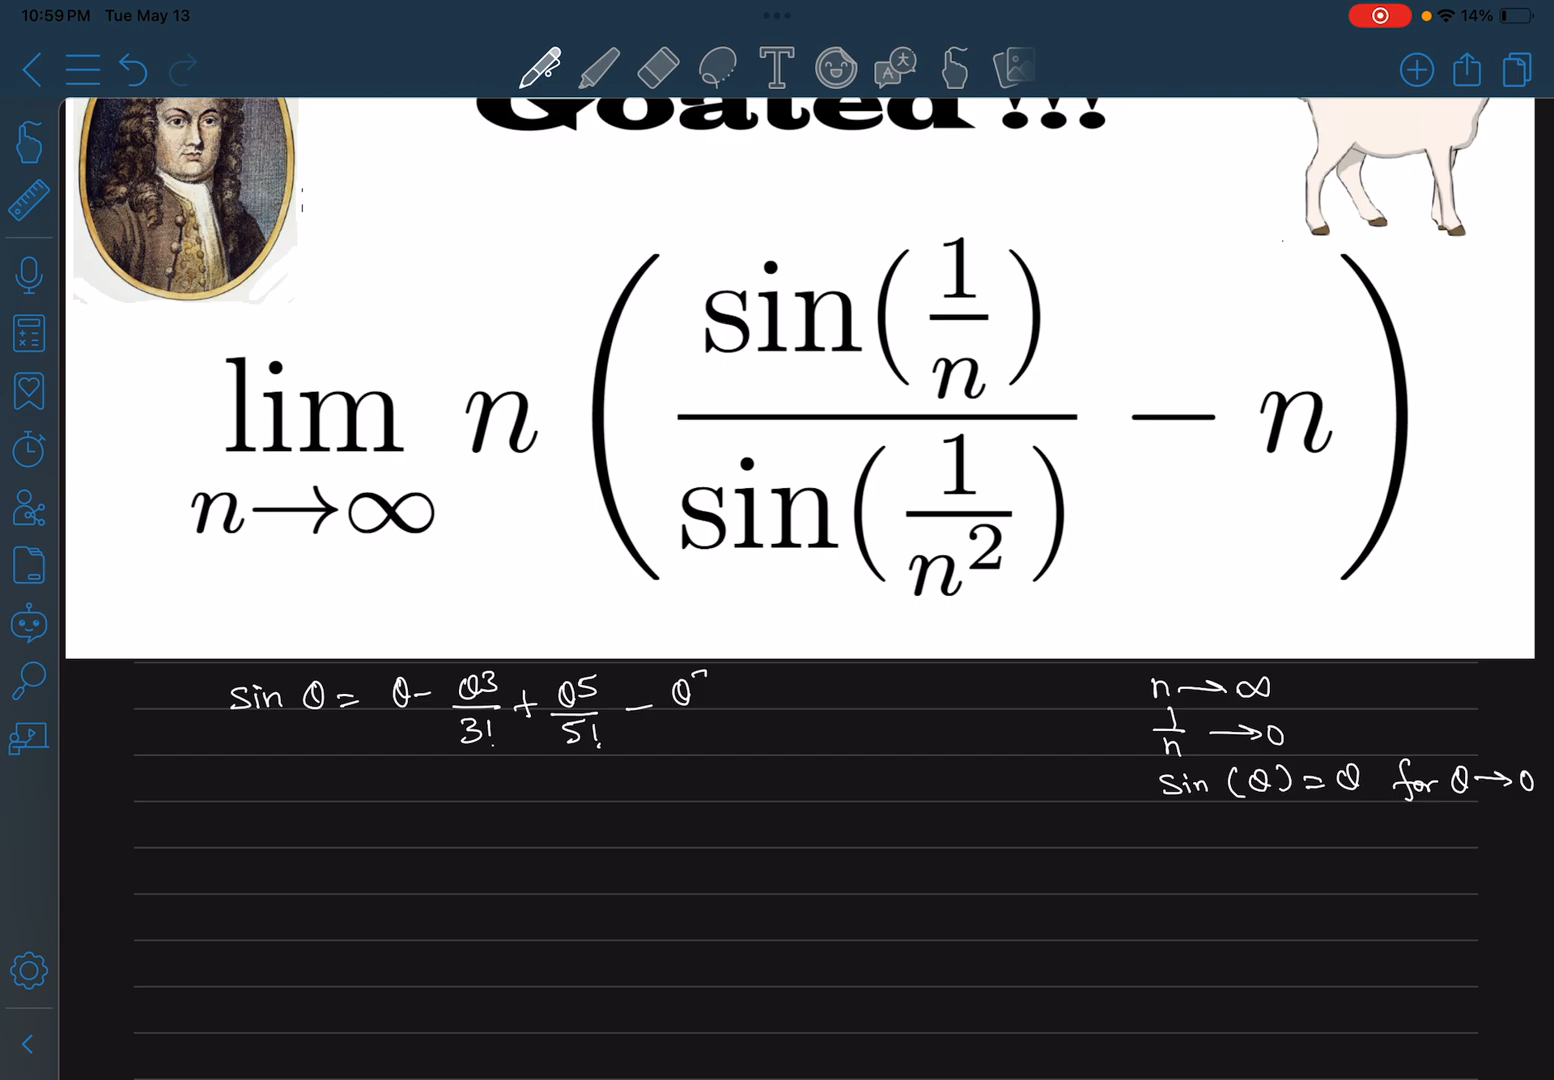 10:59 PM Tue May 13
14%
Goated !!!
lim n→∞ n ( sin(1/n) / sin(1/n²) − n )
sin θ = θ − θ3/3! + θ5/5! − θ
n → ∞
1/n → 0
sin (θ) = θ for θ → 0